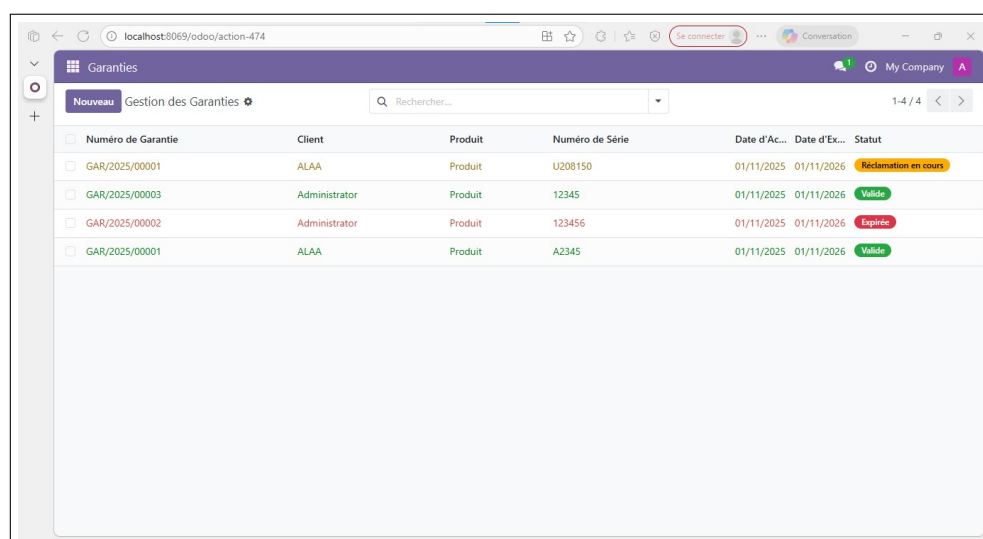 localhost:8069/odoo/action-474
Se connecter
Conversation
Garanties
1
My Company
A
Nouveau Gestion des Garanties
Rechercher...
1-4 / 4
Numéro de Garantie Client Produit Numéro de Série Date d'Ac... Date d'Ex... Statut
GAR/2025/00001 ALAA Produit U208150 01/11/2025 01/11/2026 Réclamation en cours
GAR/2025/00003 Administrator Produit 12345 01/11/2025 01/11/2026 Valide
GAR/2025/00002 Administrator Produit 123456 01/11/2025 01/11/2026 Expirée
GAR/2025/00001 ALAA Produit A2345 01/11/2025 01/11/2026 Valide